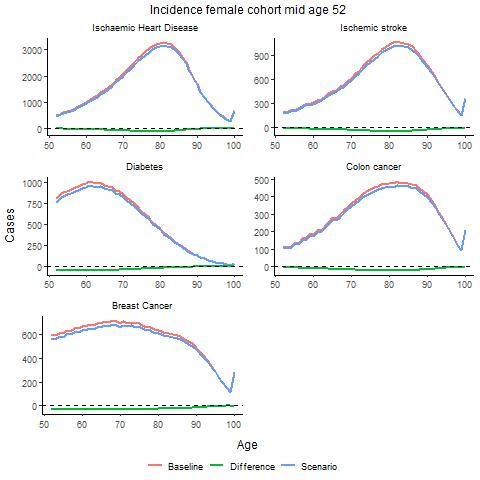 Incidence female cohort mid age 52
Ischaemic Heart Disease
Ischemic stroke
3000
2000
1000
0
50 60 70 80 90 100
900
600
300
0
50 60 70 80 90 100
Diabetes
Colon cancer
1000
750
500
250
0
50 60 70 80 90 100
500
400
300
200
100
0
50 60 70 80 90 100
Breast Cancer
600
400
200
0
50 60 70 80 90 100
Cases
Age
Baseline Difference Scenario